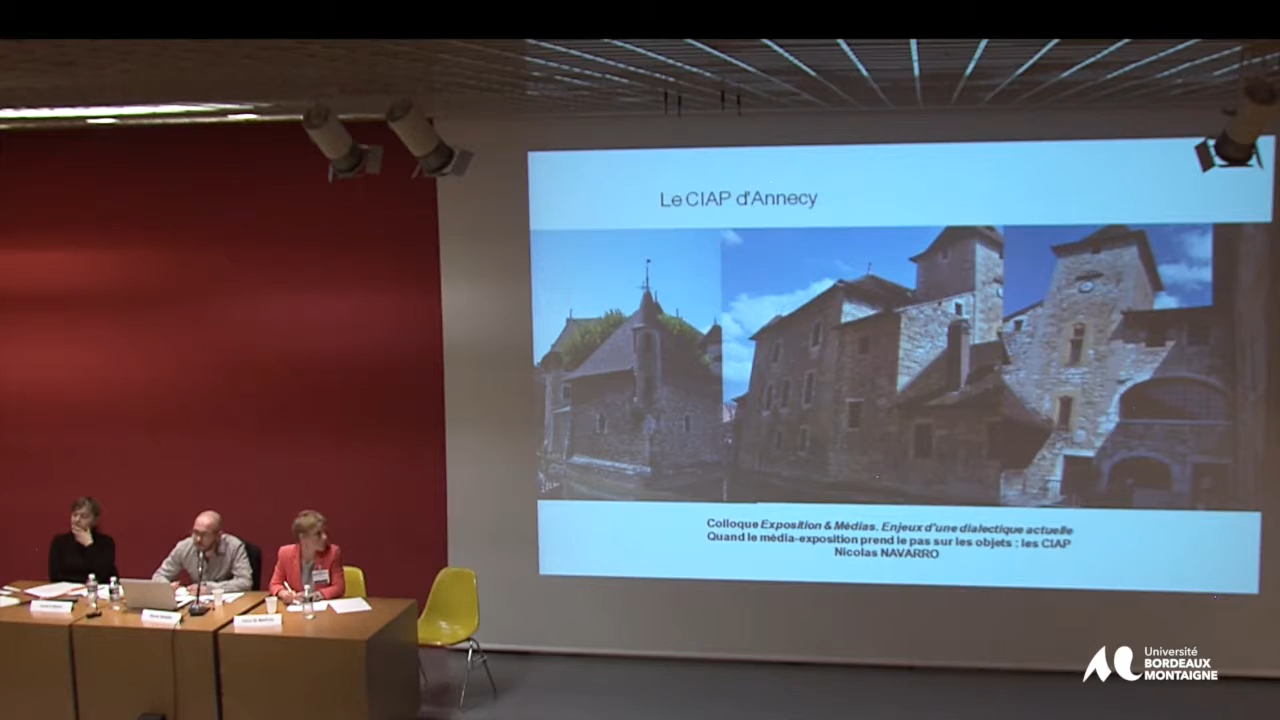 Le CIAP d'Annecy
Colloque Exposition & Médias. Enjeux d'une dialectique actuelle
Quand le média-exposition prend le pas sur les objets : les CIAP
Nicolas NAVARRO
Université
BORDEAUX
MONTAIGNE